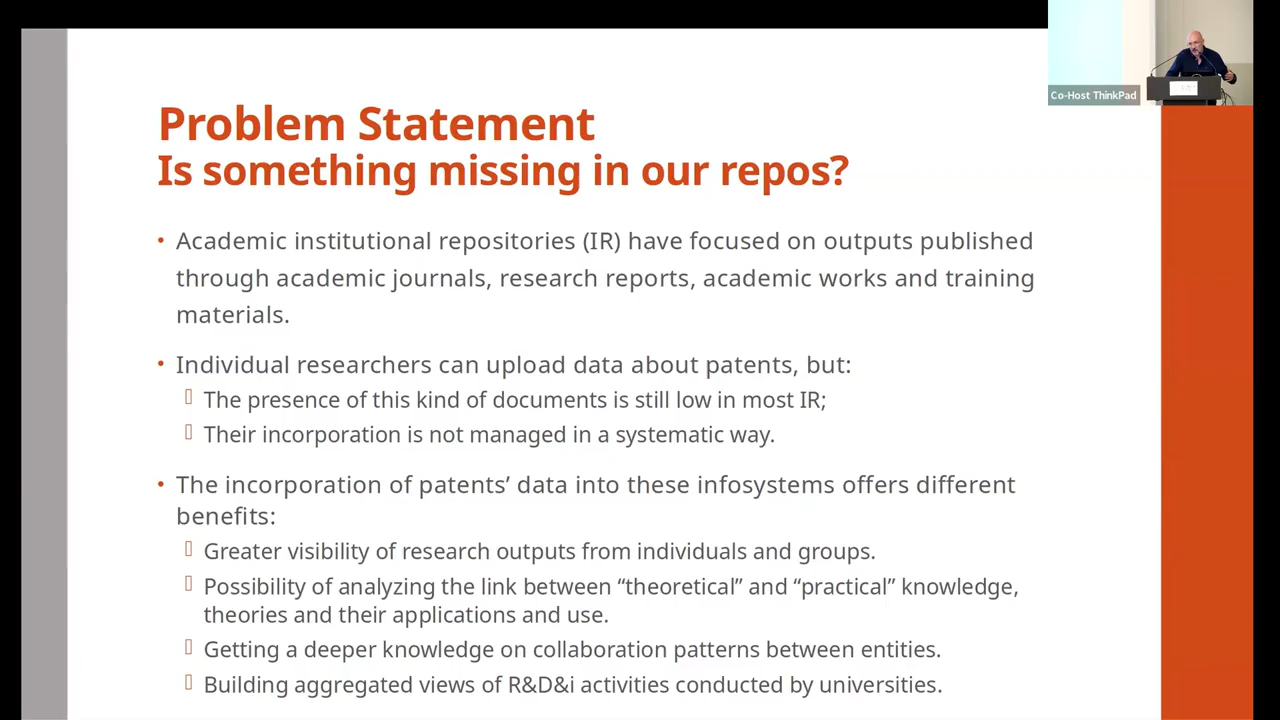 Co-Host ThinkPad
Problem Statement
Is something missing in our repos?
• Academic institutional repositories (IR) have focused on outputs published
through academic journals, research reports, academic works and training
materials.
• Individual researchers can upload data about patents, but:
The presence of this kind of documents is still low in most IR;
Their incorporation is not managed in a systematic way.
• The incorporation of patents’ data into these infosystems offers different
benefits:
Greater visibility of research outputs from individuals and groups.
Possibility of analyzing the link between “theoretical” and “practical” knowledge,
theories and their applications and use.
Getting a deeper knowledge on collaboration patterns between entities.
Building aggregated views of R&D&i activities conducted by universities.